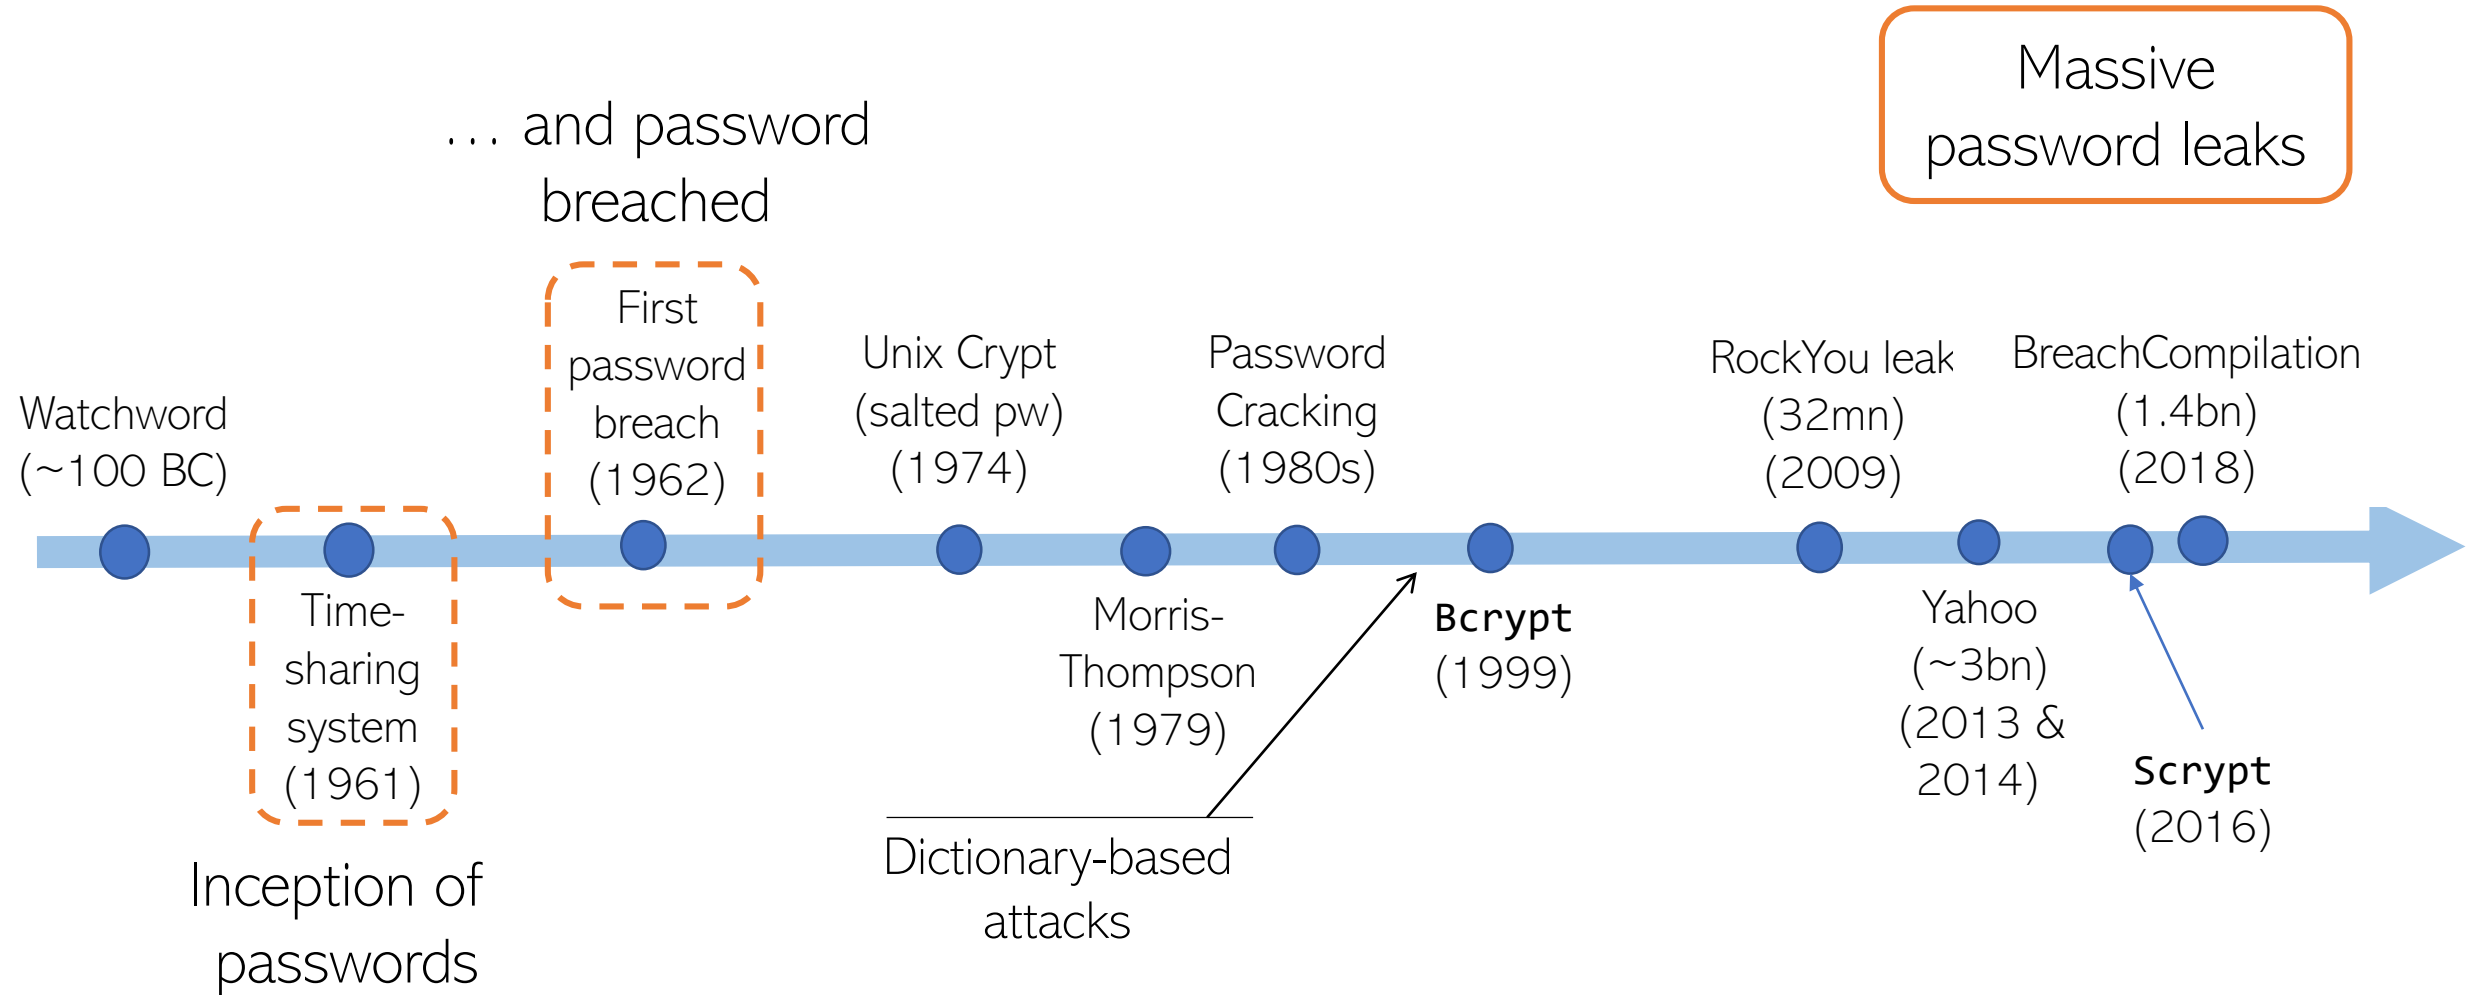 Massive
password leaks
... and password
breached
First
password
breach
(1962)
Watchword
(~100 BC)
Unix Crypt
(salted pw)
(1974)
Password
Cracking
(1980s)
RockYou leak
(32mn)
(2009)
BreachCompilation
(1.4bn)
(2018)
Time-
sharing
system
(1961)
Inception of
passwords
Morris-
Thompson
(1979)
Dictionary-based
attacks
Bcrypt
(1999)
Yahoo
(~3bn)
(2013 &
2014)
Scrypt
(2016)